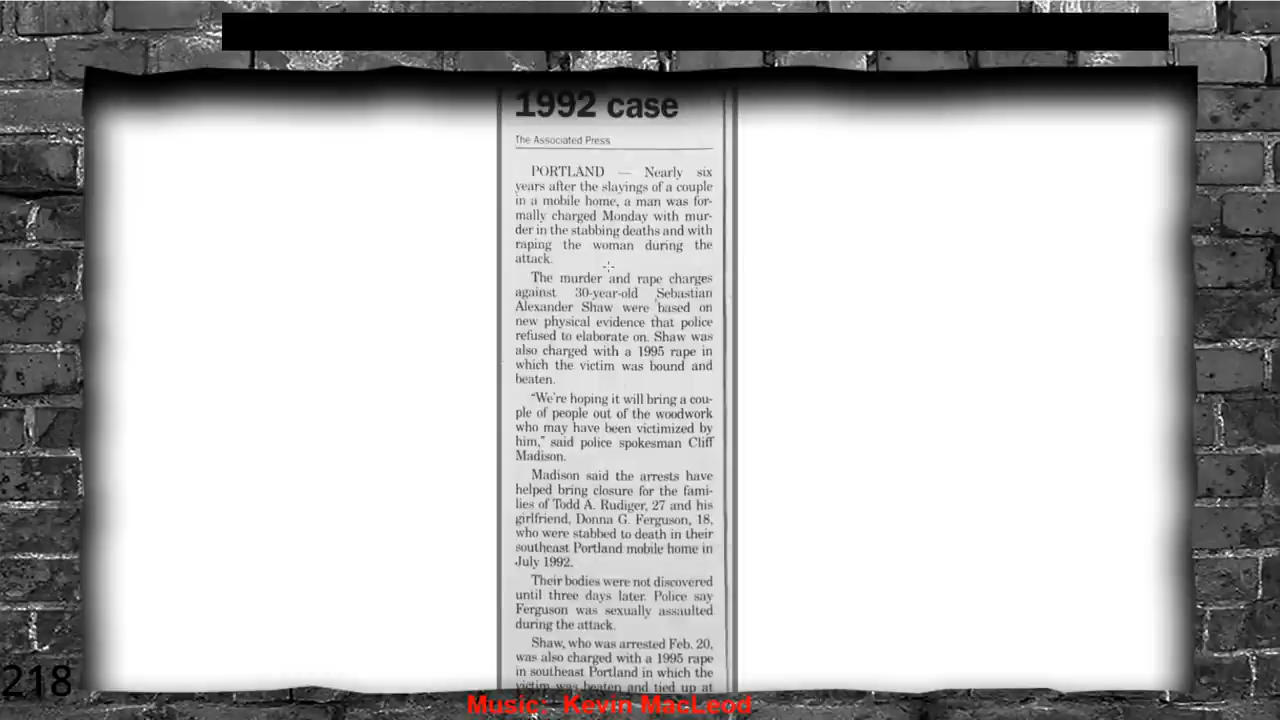 1992 case
The Associated Press
PORTLAND — Nearly six
years after the slayings of a couple
in a mobile home, a man was for-
mally charged Monday with mur-
der in the stabbing deaths and with
raping the woman during the
attack.
The murder and rape charges
against 30-year-old Sebastian
Alexander Shaw were based on
new physical evidence that police
refused to elaborate on. Shaw was
also charged with a 1995 rape in
which the victim was bound and
beaten.
"We're hoping it will bring a cou-
ple of people out of the woodwork
who may have been victimized by
him," said police spokesman Cliff
Madison.
Madison said the arrests have
helped bring closure for the fami-
lies of Todd A. Rudiger, 27 and his
girlfriend, Donna G. Ferguson, 18,
who were stabbed to death in their
southeast Portland mobile home in
July 1992.
Their bodies were not discovered
until three days later. Police say
Ferguson was sexually assaulted
during the attack.
Shaw, who was arrested Feb. 20,
was also charged with a 1995 rape
in southeast Portland in which the
victim was beaten and tied up at
218
Music: Kevin MacLeod